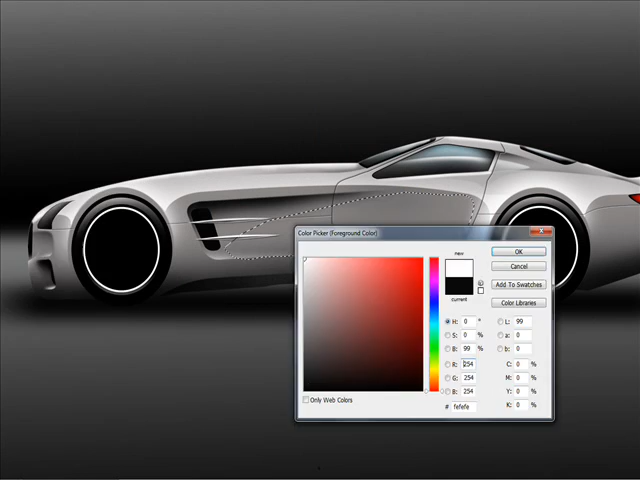 Color Picker (Foreground Color)
new
current
OK
Cancel
Add To Swatches
Color Libraries
H: 0 °
S: 0 %
B: 99 %
R: 254
G: 254
B: 254
# fefefe
L: 99
a: 0
b: 0
C: 0 %
M: 0 %
Y: 0 %
K: 0 %
Only Web Colors